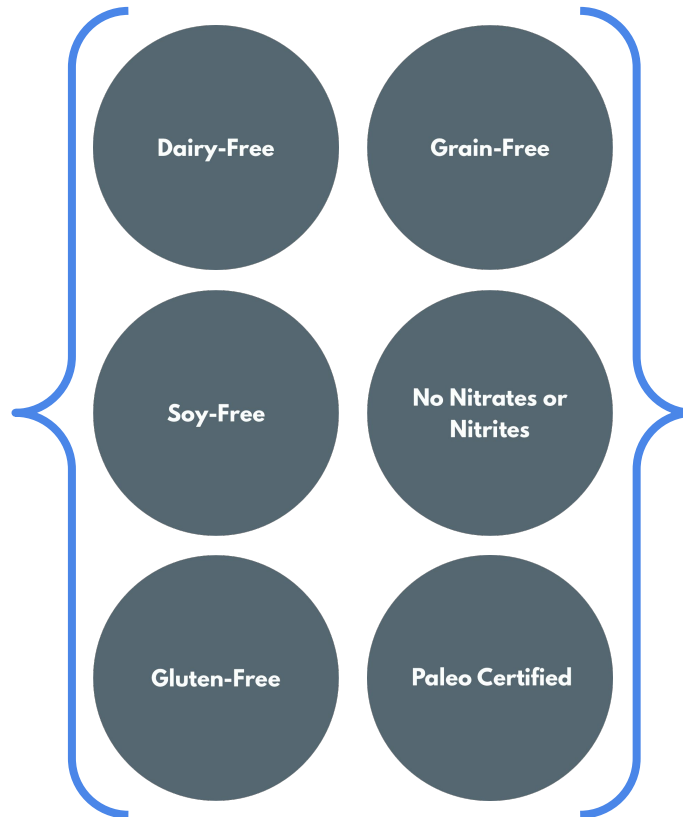 Dairy-Free
Grain-Free
Soy-Free
No Nitrates or
Nitrites
Gluten-Free
Paleo Certified